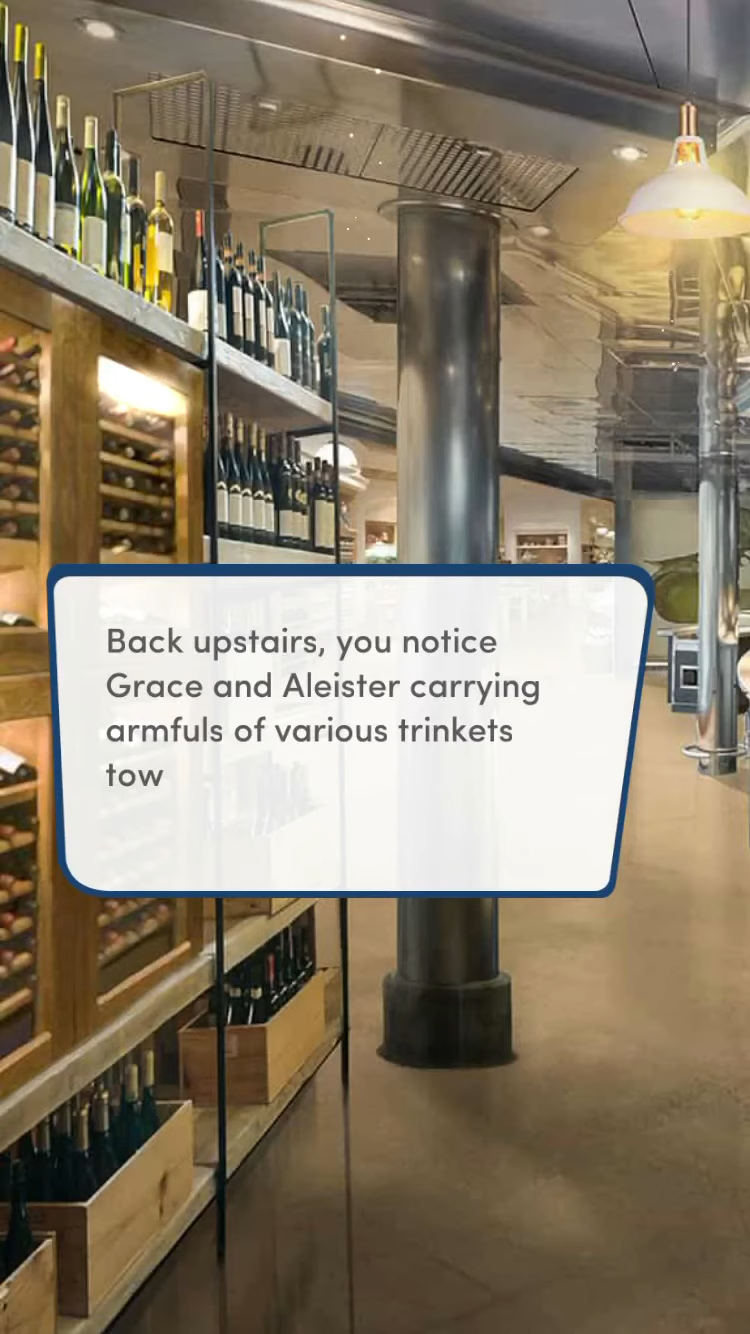 Back upstairs, you notice
Grace and Aleister carrying
armfuls of various trinkets
tow